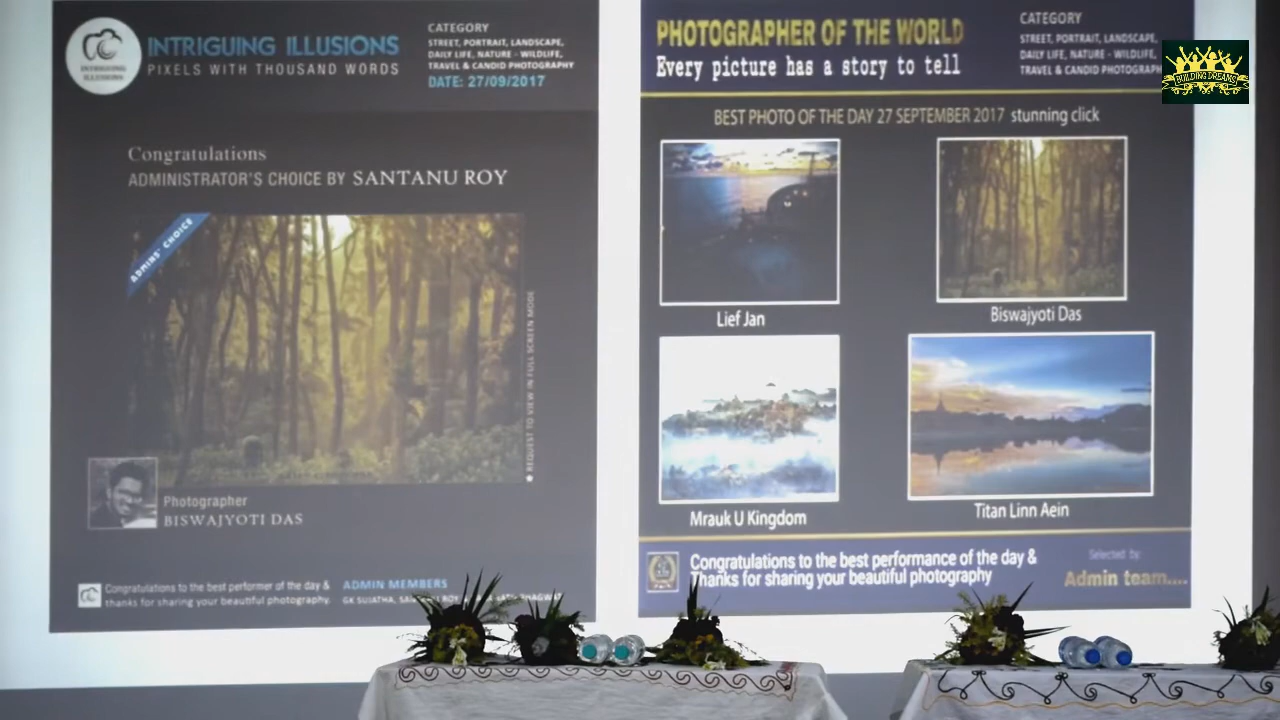 INTRIGUING ILLUSIONS
PIXELS WITH THOUSAND WORDS
INTRIGUING
ILLUSIONS
CATEGORY
STREET, PORTRAIT, LANDSCAPE,
DAILY LIFE, NATURE - WILDLIFE,
TRAVEL & CANDID PHOTOGRAPHY
DATE: 27/09/2017
Congratulations
ADMINISTRATOR'S CHOICE BY SANTANU ROY
ADMINS' CHOICE
REQUEST TO VIEW IN FULL SCREEN MODE
Photographer
BISWAJYOTI DAS
Congratulations to the best performer of the day &
thanks for sharing your beautiful photography.
ADMIN MEMBERS
GK SUJATHA,
PHOTOGRAPHER OF THE WORLD
Every picture has a story to tell
CATEGORY
STREET, PORTRAIT, LANDSCAPE,
DAILY LIFE, NATURE - WILDLIFE,
TRAVEL & CANDID PHOTOGRAPH
BUILDING DREAMS
BEST PHOTO OF THE DAY 27 SEPTEMBER 2017 stunning click
Lief Jan
Biswajyoti Das
Mrauk U Kingdom
Titan Linn Aein
Congratulations to the best performance of the day &
Thanks for sharing your beautiful photography
Selected by
Admin team....